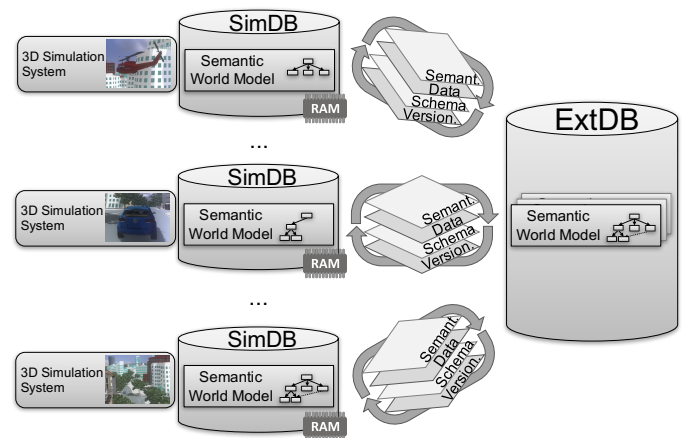 SimDB
3D Simulation
System
Semantic
World Model
RAM
Semant.
Data
Schema
Version.
...
ExtDB
Semantic
World Model
SimDB
3D Simulation
System
Semantic
World Model
RAM
Semant.
Data
Schema
Version.
...
SimDB
3D Simulation
System
Semantic
World Model
RAM
Semant.
Data
Schema
Version.